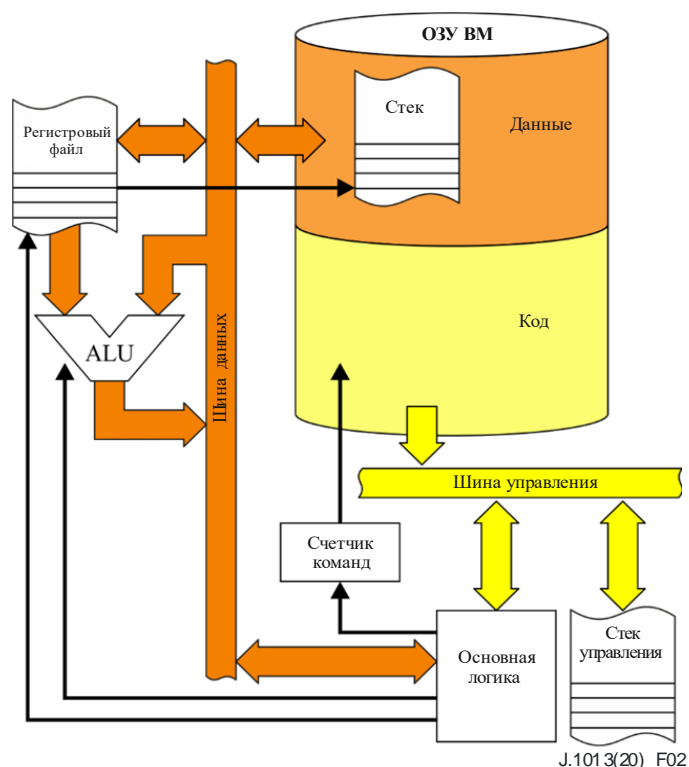 ОЗУ ВМ
Стек
Данные
Регистровый
файл
ALU
Шина данных
Код
Шина управления
Счетчик
команд
Основная
логика
Стек
управления
J.1013(20)_F02